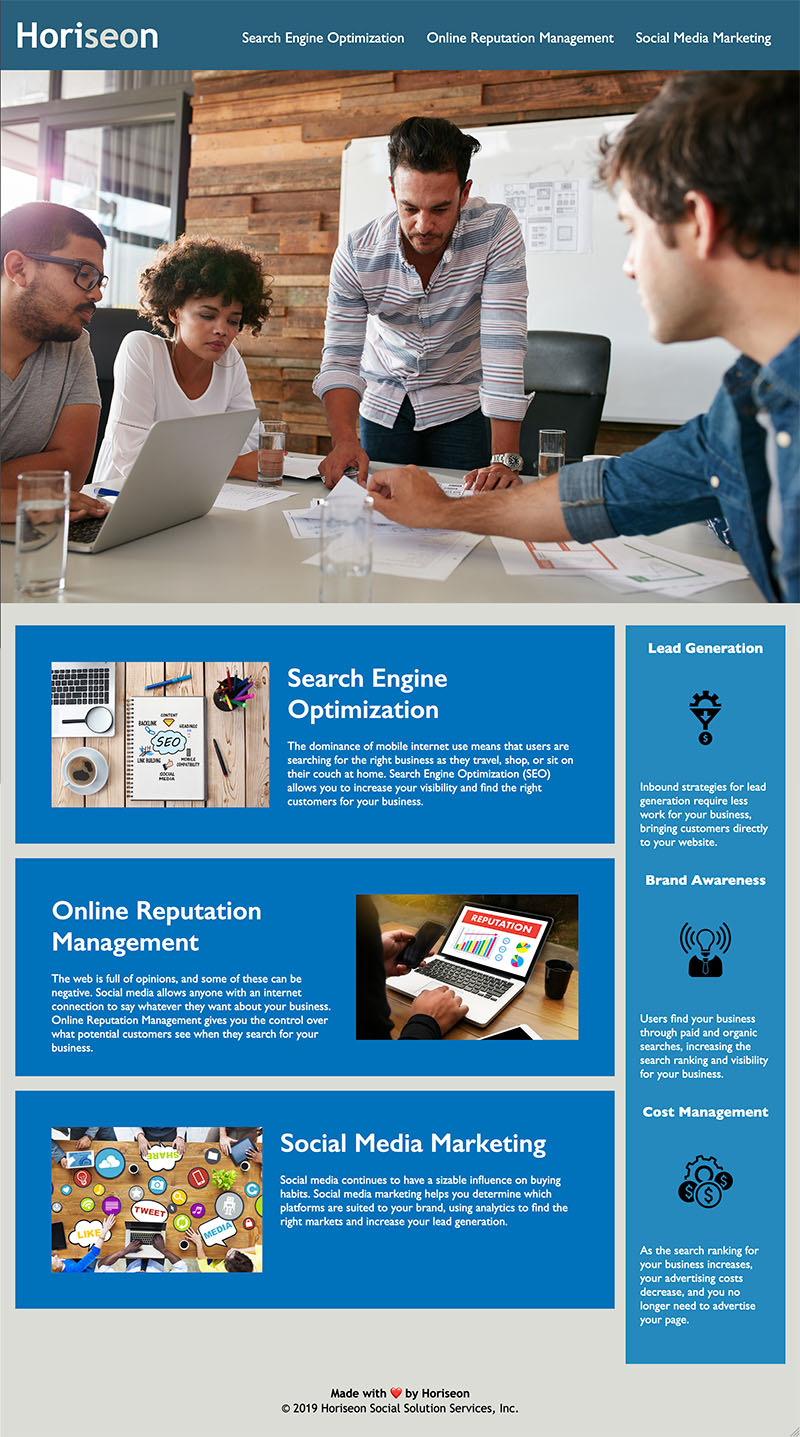 Horiseon
Search Engine Optimization
Online Reputation Management
Social Media Marketing
Search Engine
Optimization
The dominance of mobile internet use means that users are
searching for the right business as they travel, shop, or sit on
their couch at home. Search Engine Optimization (SEO)
allows you to increase your visibility and find the right
customers for your business.
CONTENT
BACKLINK
HEADINGS
SEO
LINK BUILDING
MOBILE
COMPATIBILITY
SOCIAL
MEDIA
Online Reputation
Management
The web is full of opinions, and some of these can be
negative. Social media allows anyone with an internet
connection to say whatever they want about your business.
Online Reputation Management gives you the control over
what potential customers see when they search for your
business.
REPUTATION
Social Media Marketing
Social media continues to have a sizable influence on buying
habits. Social media marketing helps you determine which
platforms are suited to your brand, using analytics to find the
right markets and increase your lead generation.
SHARE
TWEET
LIKE
MEDIA
Lead Generation
$
Inbound strategies for lead
generation require less
work for your business,
bringing customers directly
to your website.
Brand Awareness
Users find your business
through paid and organic
searches, increasing the
search ranking and visibility
for your business.
Cost Management
$ $ $
As the search ranking for
your business increases,
your advertising costs
decrease, and you no
longer need to advertise
your page.
Made with ❤️ by Horiseon
© 2019 Horiseon Social Solution Services, Inc.